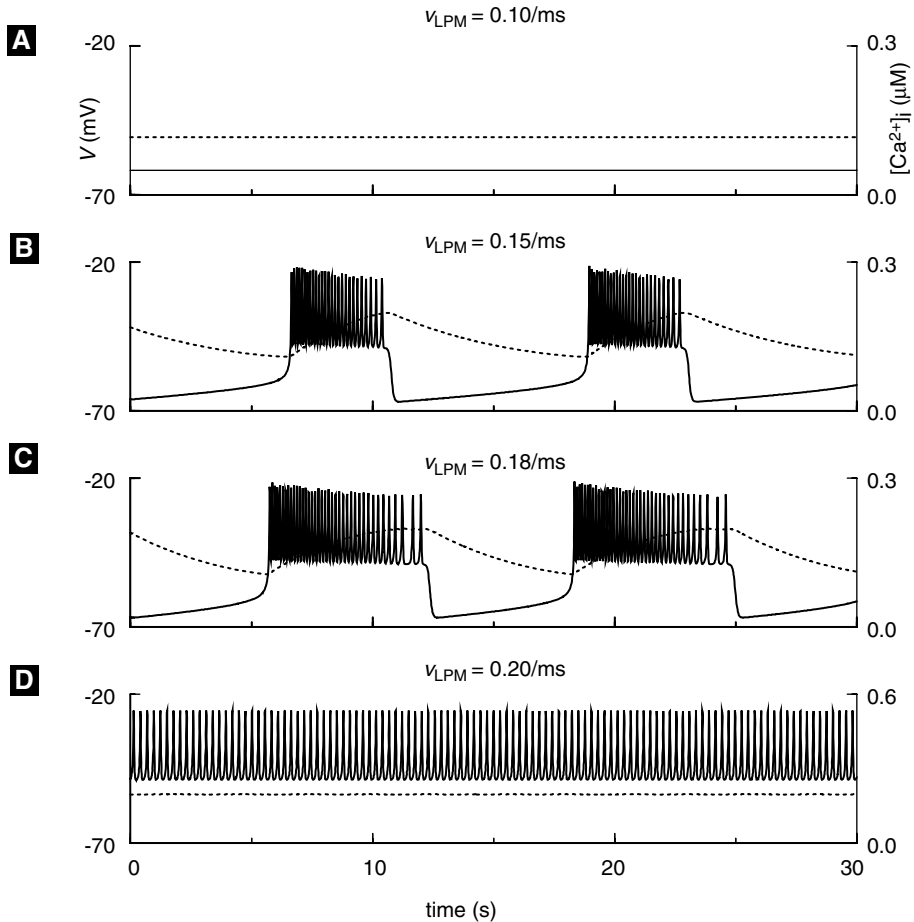 A
v_LPM = 0.10/ms
-20
0.3
V (mV)
[Ca²⁺]ᵢ (μM)
-70
0.0
B
v_LPM = 0.15/ms
-20
0.3
-70
0.0
C
v_LPM = 0.18/ms
-20
0.3
-70
0.0
D
v_LPM = 0.20/ms
-20
0.6
-70
0.0
0
10
20
30
time (s)